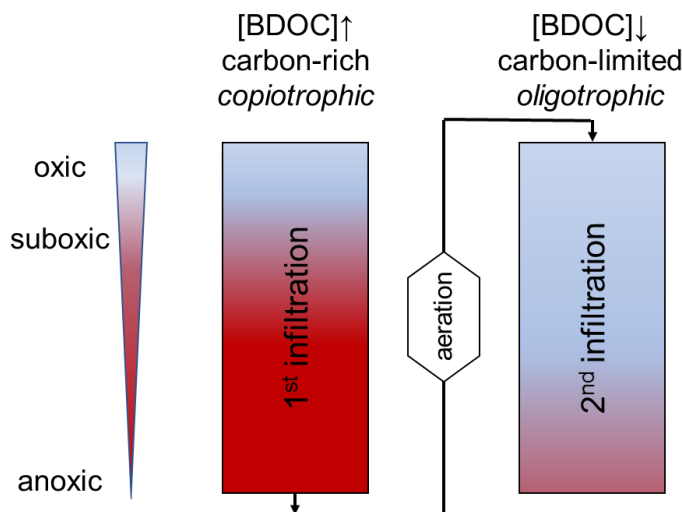 [BDOC]↑
carbon-rich
copiotrophic
[BDOC]↓
carbon-limited
oligotrophic
oxic
suboxic
anoxic
1st infiltration
aeration
2nd infiltration